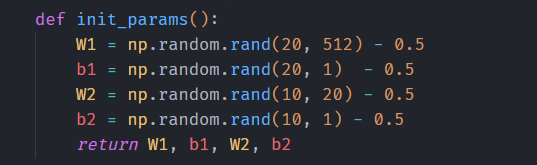 def init_params():
    W1 = np.random.rand(20, 512) - 0.5
    b1 = np.random.rand(20, 1)  - 0.5
    W2 = np.random.rand(10, 20) - 0.5
    b2 = np.random.rand(10, 1) - 0.5
    return W1, b1, W2, b2